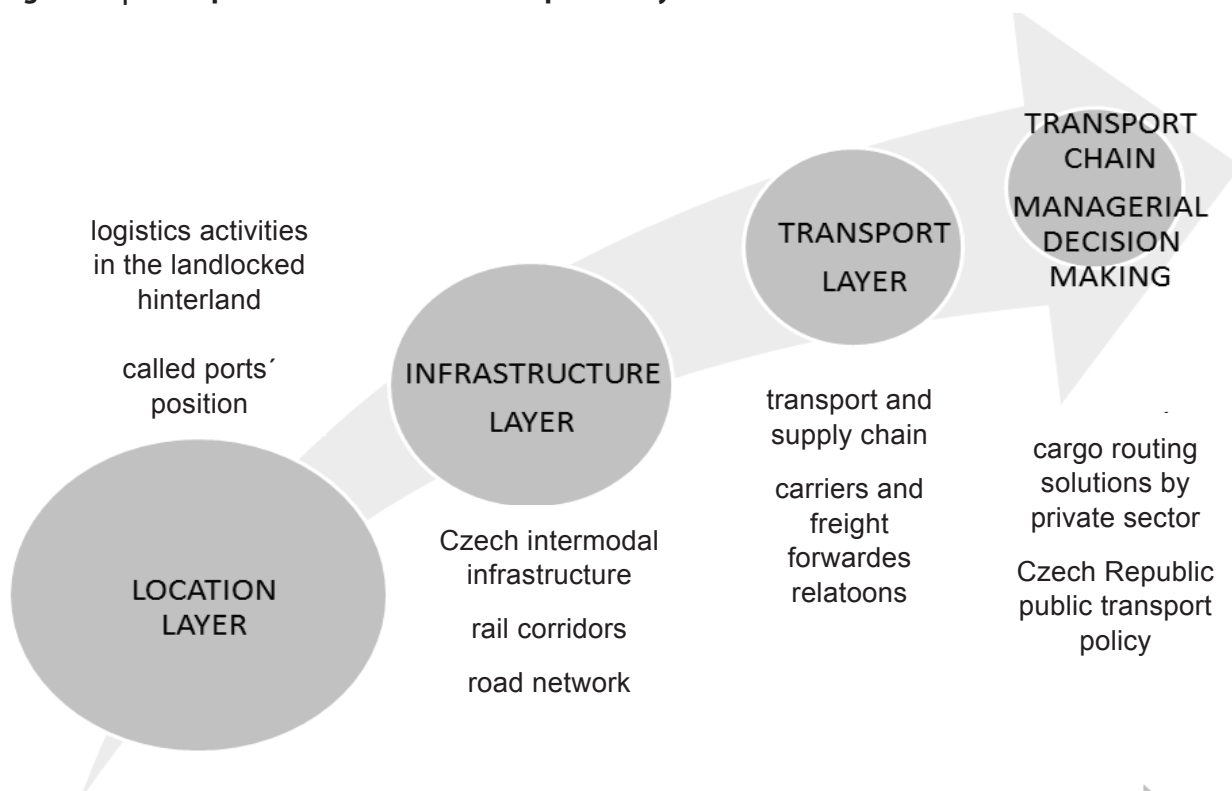 logistics activities
in the landlocked
hinterland
called ports´
position
LOCATION
LAYER
INFRASTRUCTURE
LAYER
Czech intermodal
infrastructure
rail corridors
road network
TRANSPORT
LAYER
transport and
supply chain
carriers and
freight
forwardes
relatoons
TRANSPORT
CHAIN
MANAGERIAL
DECISION
MAKING
cargo routing
solutions by
private sector
Czech Republic
public transport
policy